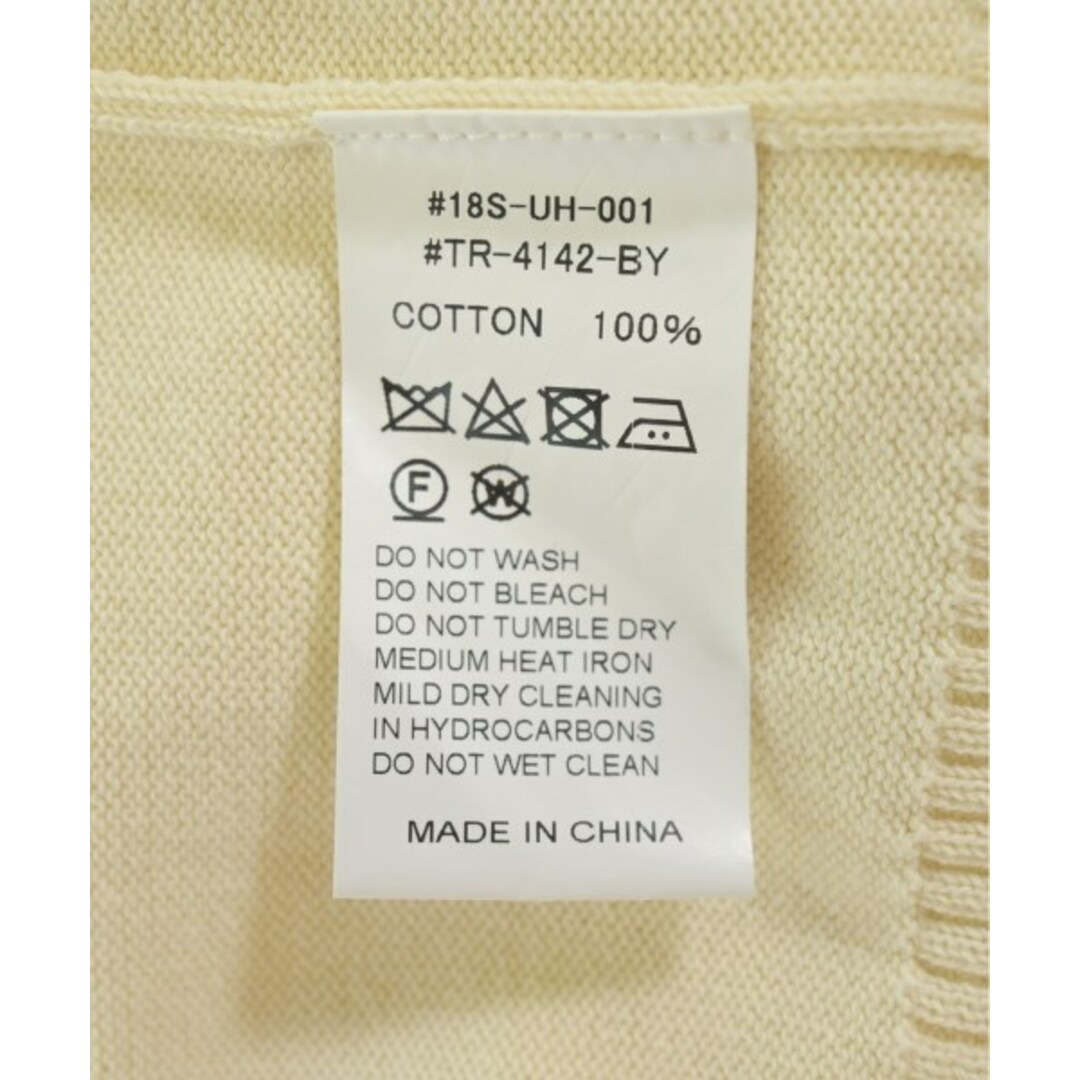 #18S-UH-001
#TR-4142-BY
COTTON 100%
F W
DO NOT WASH
DO NOT BLEACH
DO NOT TUMBLE DRY
MEDIUM HEAT IRON
MILD DRY CLEANING
IN HYDROCARBONS
DO NOT WET CLEAN
MADE IN CHINA